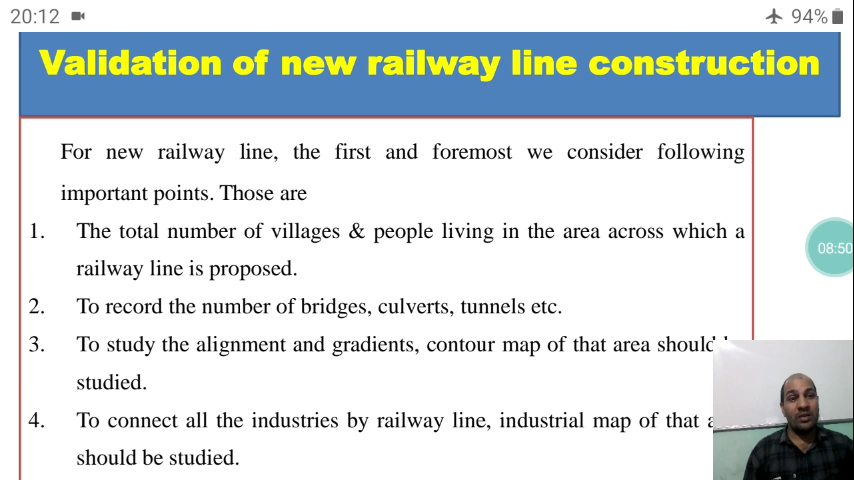 20:12
94%
Validation of new railway line construction
For new railway line, the first and foremost we consider following
important points. Those are
1. The total number of villages & people living in the area across which a
railway line is proposed.
08:50
2. To record the number of bridges, culverts, tunnels etc.
3. To study the alignment and gradients, contour map of that area should
studied.
4. To connect all the industries by railway line, industrial map of that
should be studied.